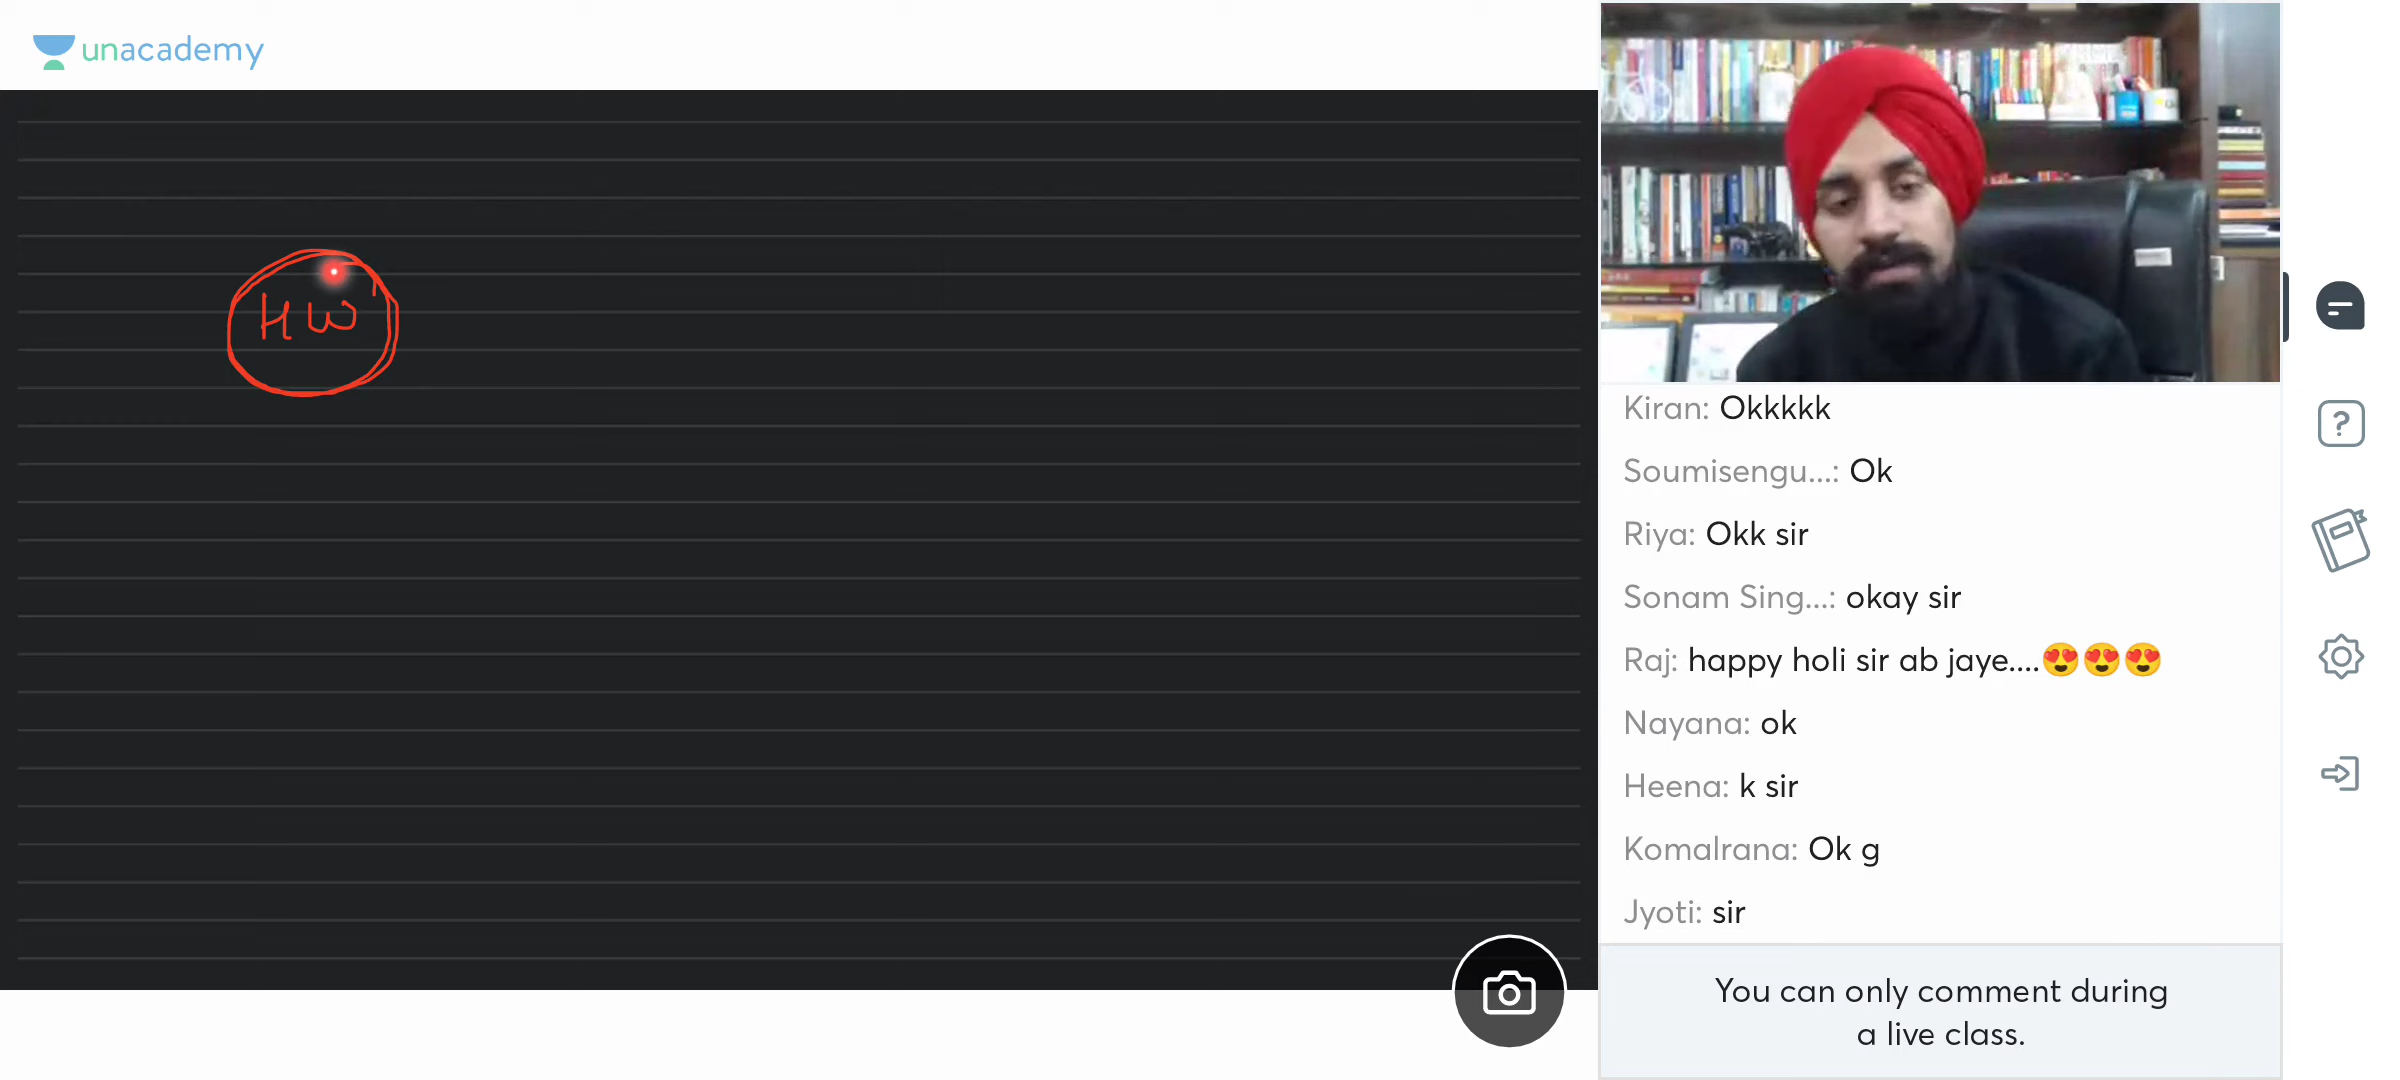 unacademy
HW
Kiran: Okkkkk
Soumisengu...: Ok
Riya: Okk sir
Sonam Sing...: okay sir
Raj: happy holi sir ab jaye....😍😍😍
Nayana: ok
Heena: k sir
Komalrana: Ok g
Jyoti: sir
You can only comment during
a live class.